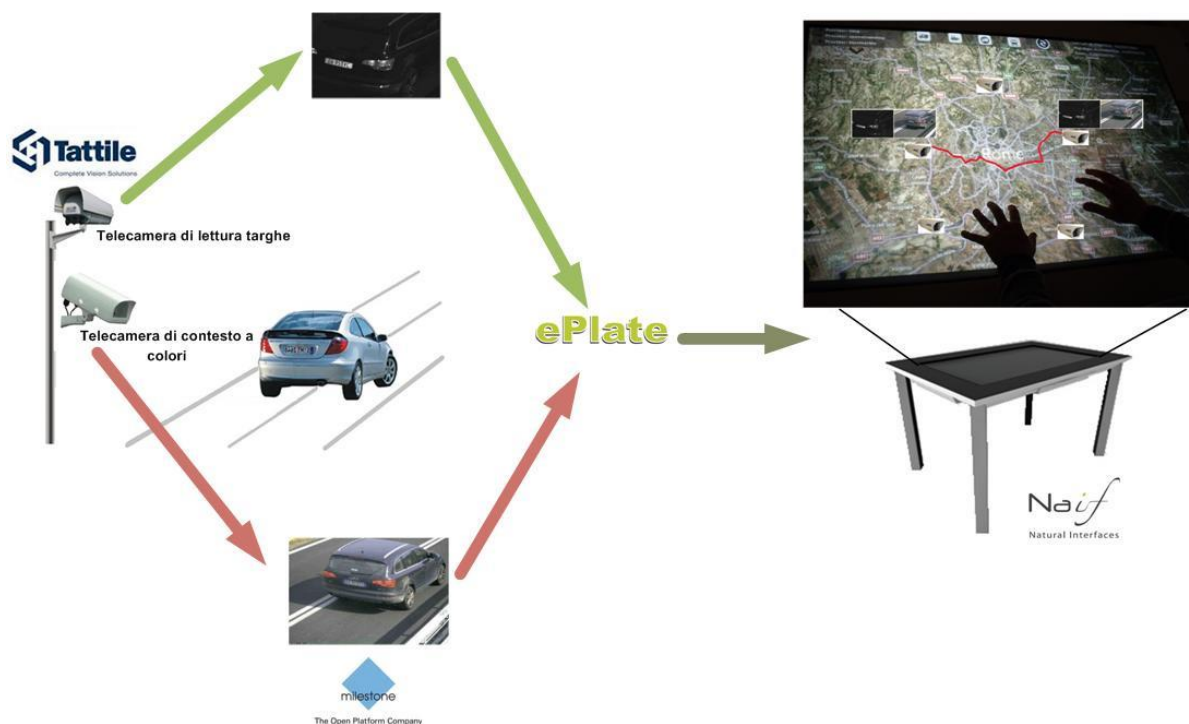 Tattile
Complete Vision Solutions
Telecamera di lettura targhe
Telecamera di contesto a
colori
ePlate
Rome
Naif
Natural Interfaces
milestone
The Open Platform Company